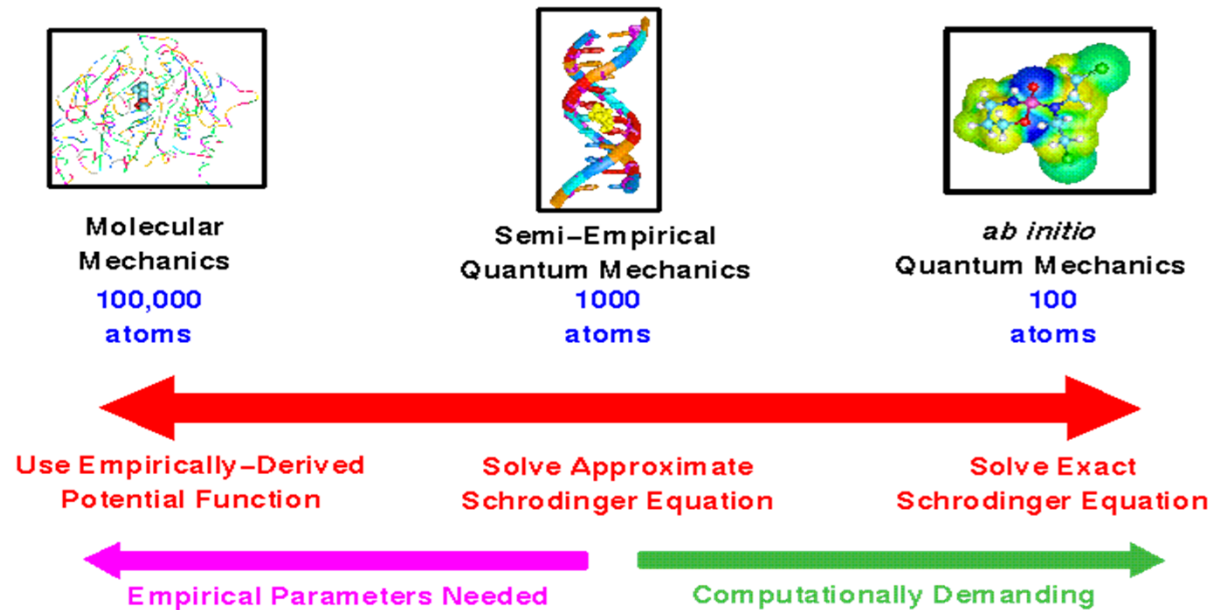 Molecular
Mechanics
100,000
atoms
Semi–Empirical
Quantum Mechanics
1000
atoms
ab initio
Quantum Mechanics
100
atoms
Use Empirically–Derived
Potential Function
Solve Approximate
Schrodinger Equation
Solve Exact
Schrodinger Equation
Empirical Parameters Needed
Computationally Demanding